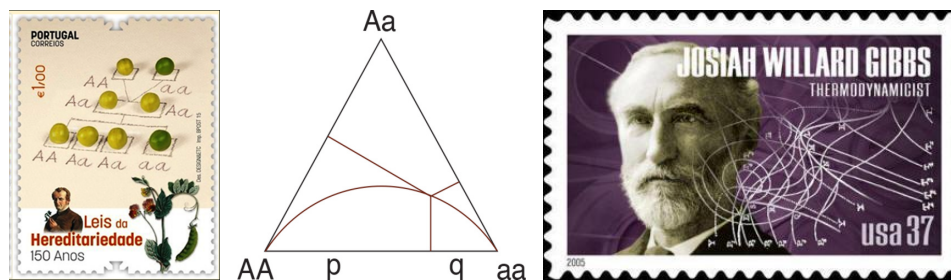 PORTUGAL
CORREIOS
€1/00
AA aa
Aa Aa
AA Aa Aa aa
Leis da
Hereditariedade
150 Anos
Aa
AA p q aa
JOSIAH WILLARD GIBBS
THERMODYNAMICIST
usa 37
2005